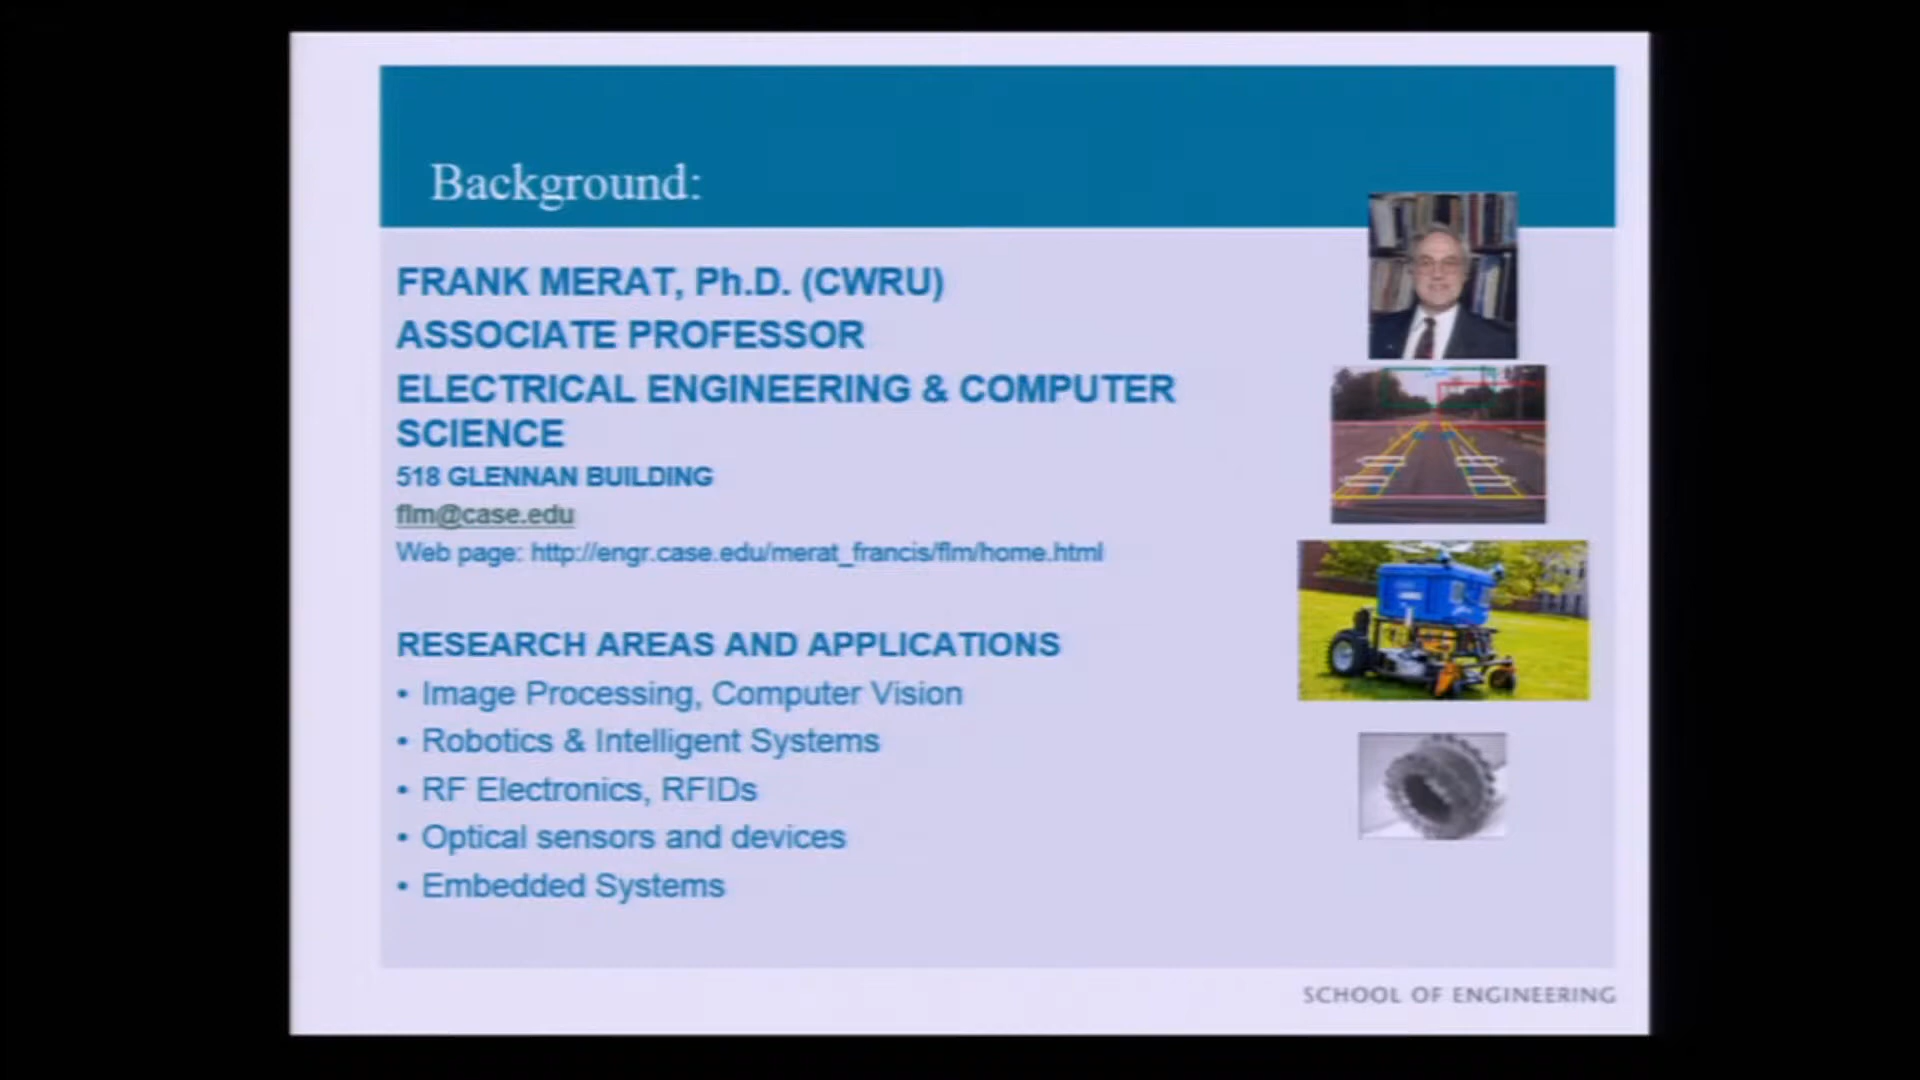 Background:
FRANK MERAT, Ph.D. (CWRU)
ASSOCIATE PROFESSOR
ELECTRICAL ENGINEERING & COMPUTER
SCIENCE
518 GLENNAN BUILDING
flm@case.edu
Web page: http://engr.case.edu/merat_francis/flm/home.html
RESEARCH AREAS AND APPLICATIONS
• Image Processing, Computer Vision
• Robotics & Intelligent Systems
• RF Electronics, RFIDs
• Optical sensors and devices
• Embedded Systems
SCHOOL OF ENGINEERING